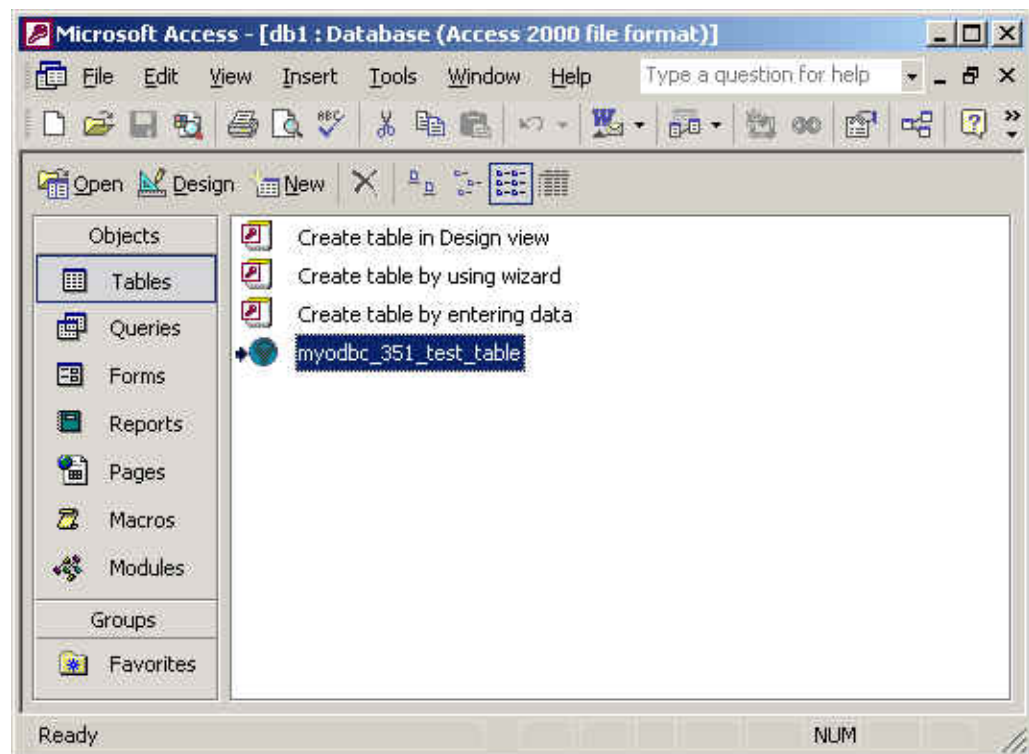 Microsoft Access - [db1 : Database (Access 2000 file format)]
File Edit View Insert Tools Window Help Type a question for help
ABC
W
Open Design New
Objects
Tables
Queries
Forms
Reports
Pages
Macros
Modules
Groups
Favorites
Create table in Design view
Create table by using wizard
Create table by entering data
myodbc_351_test_table
Ready NUM